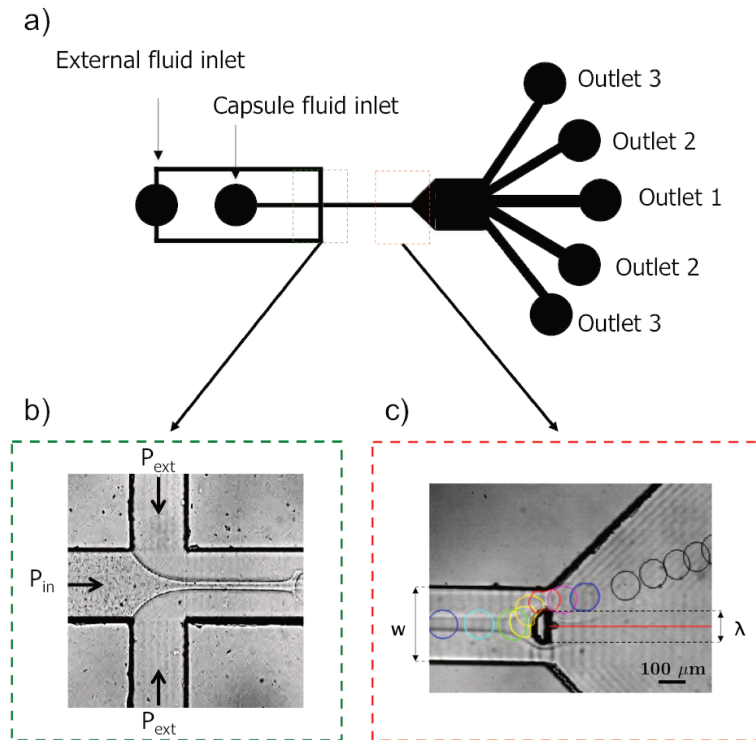 a)
External fluid inlet
Capsule fluid inlet
Outlet 3
Outlet 2
Outlet 1
Outlet 2
Outlet 3
b)
P_ext
P_in
P_ext
c)
w
λ
100 μm